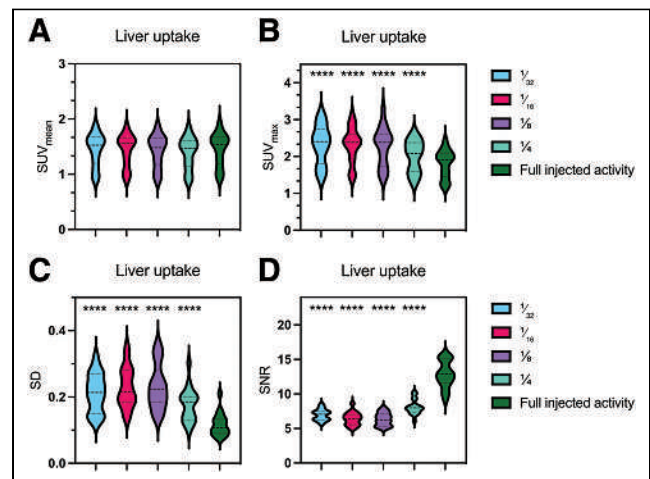 A
Liver uptake
SUVmean
3
2
1
0
B
Liver uptake
**** **** **** ****
SUVmax
4
3
2
1
0
1/32
1/16
1/8
1/4
Full injected activity
C
Liver uptake
**** **** **** ****
SD
0.4
0.2
0.0
D
Liver uptake
**** **** **** ****
SNR
20
15
10
5
0
1/32
1/16
1/8
1/4
Full injected activity